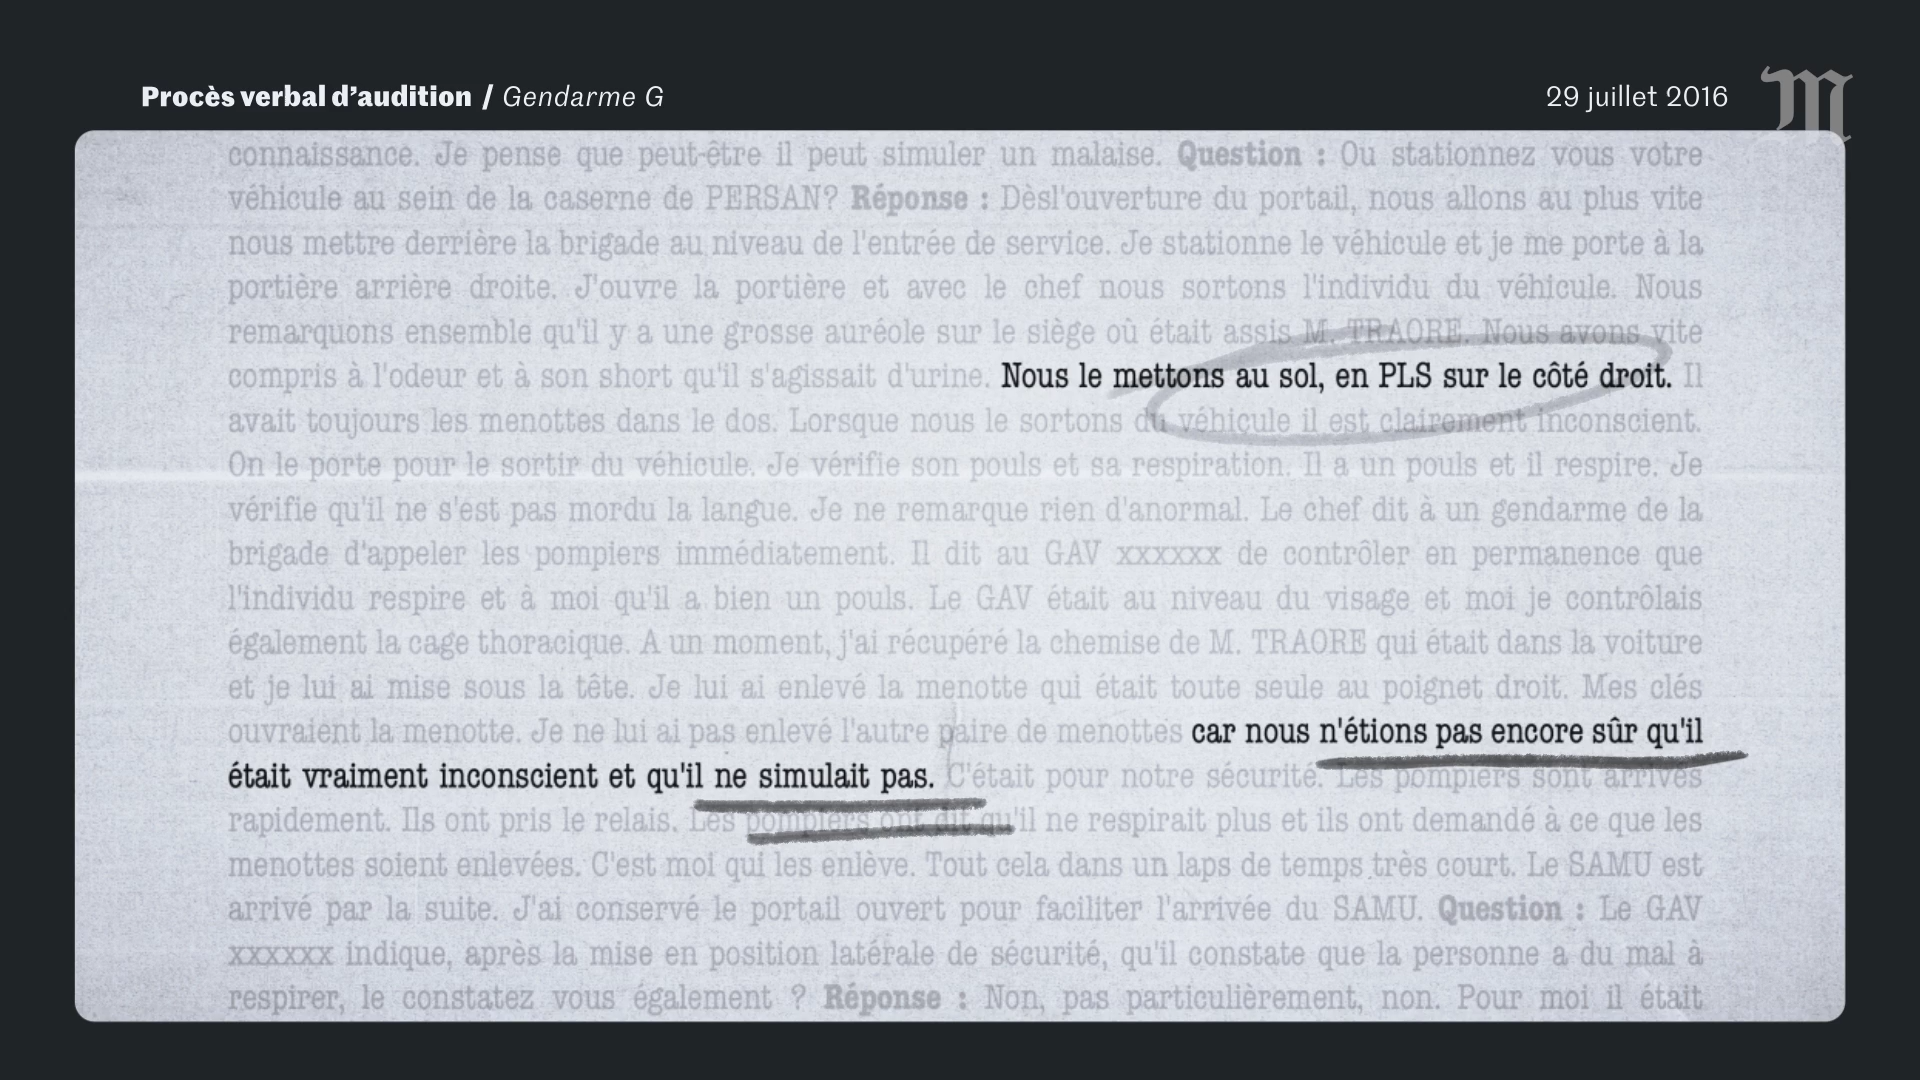 Procès verbal d'audition / Gendarme G
29 juillet 2016
M
connaissance. Je pense que peut-être il peut simuler un malaise. Question : Ou stationnez vous votre
véhicule au sein de la caserne de PERSAN? Réponse : Dèsl'ouverture du portail, nous allons au plus vite
nous mettre derrière la brigade au niveau de l'entrée de service. Je stationne le véhicule et je me porte à la
portière arrière droite. J'ouvre la portière et avec le chef nous sortons l'individu du véhicule. Nous
remarquons ensemble qu'il y a une grosse auréole sur le siège où était assis M. TRAORE. Nous avons vite
compris à l'odeur et à son short qu'il s'agissait d'urine. Nous le mettons au sol, en PLS sur le côté droit. Il
avait toujours les menottes dans le dos. Lorsque nous le sortons du véhicule il est clairement inconscient.
On le porte pour le sortir du véhicule. Je vérifie son pouls et sa respiration. Il a un pouls et il respire. Je
vérifie qu'il ne s'est pas mordu la langue. Je ne remarque rien d'anormal. Le chef dit à un gendarme de la
brigade d'appeler les pompiers immédiatement. Il dit au GAV xxxxxx de contrôler en permanence que
l'individu respire et à moi qu'il a bien un pouls. Le GAV était au niveau du visage et moi je contrôlais
également la cage thoracique. A un moment, j'ai récupéré la chemise de M. TRAORE qui était dans la voiture
et je lui ai mise sous la tête. Je lui ai enlevé la menotte qui était toute seule au poignet droit. Mes clés
ouvraient la menotte. Je ne lui ai pas enlevé l'autre paire de menottes car nous n'étions pas encore sûr qu'il
était vraiment inconscient et qu'il ne simulait pas. C'était pour notre sécurité. Les pompiers sont arrivés
rapidement. Ils ont pris le relais. Les pompiers ont dit qu'il ne respirait plus et ils ont demandé à ce que les
menottes soient enlevées. C'est moi qui les enlève. Tout cela dans un laps de temps très court. Le SAMU est
arrivé par la suite. J'ai conservé le portail ouvert pour faciliter l'arrivée du SAMU. Question : Le GAV
xxxxxx indique, après la mise en position latérale de sécurité, qu'il constate que la personne a du mal à
respirer, le constatez vous également ? Réponse : Non, pas particulièrement, non. Pour moi il était